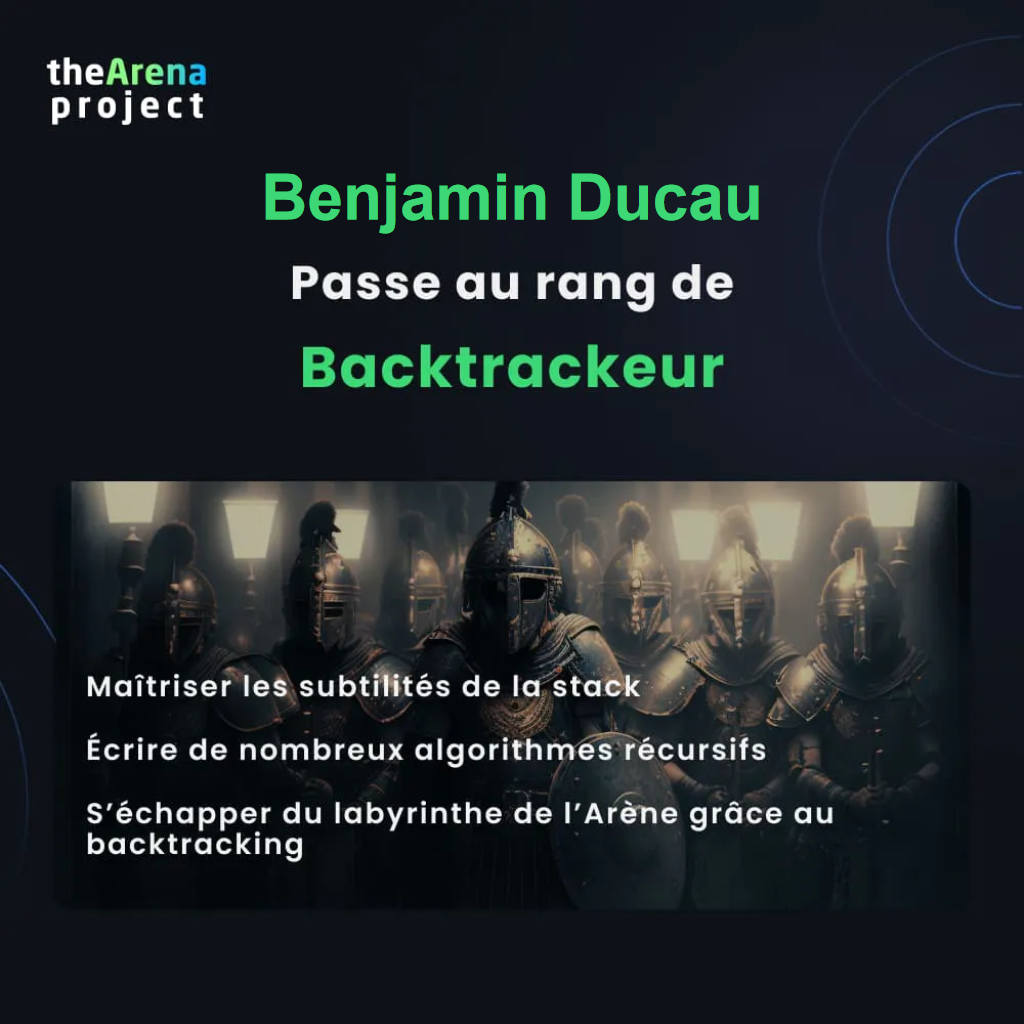 theArena
project
Benjamin Ducau
Passe au rang de
Backtrackeur
Maîtriser les subtilités de la stack
Écrire de nombreux algorithmes récursifs
S’échapper du labyrinthe de l’Arène grâce au
backtracking